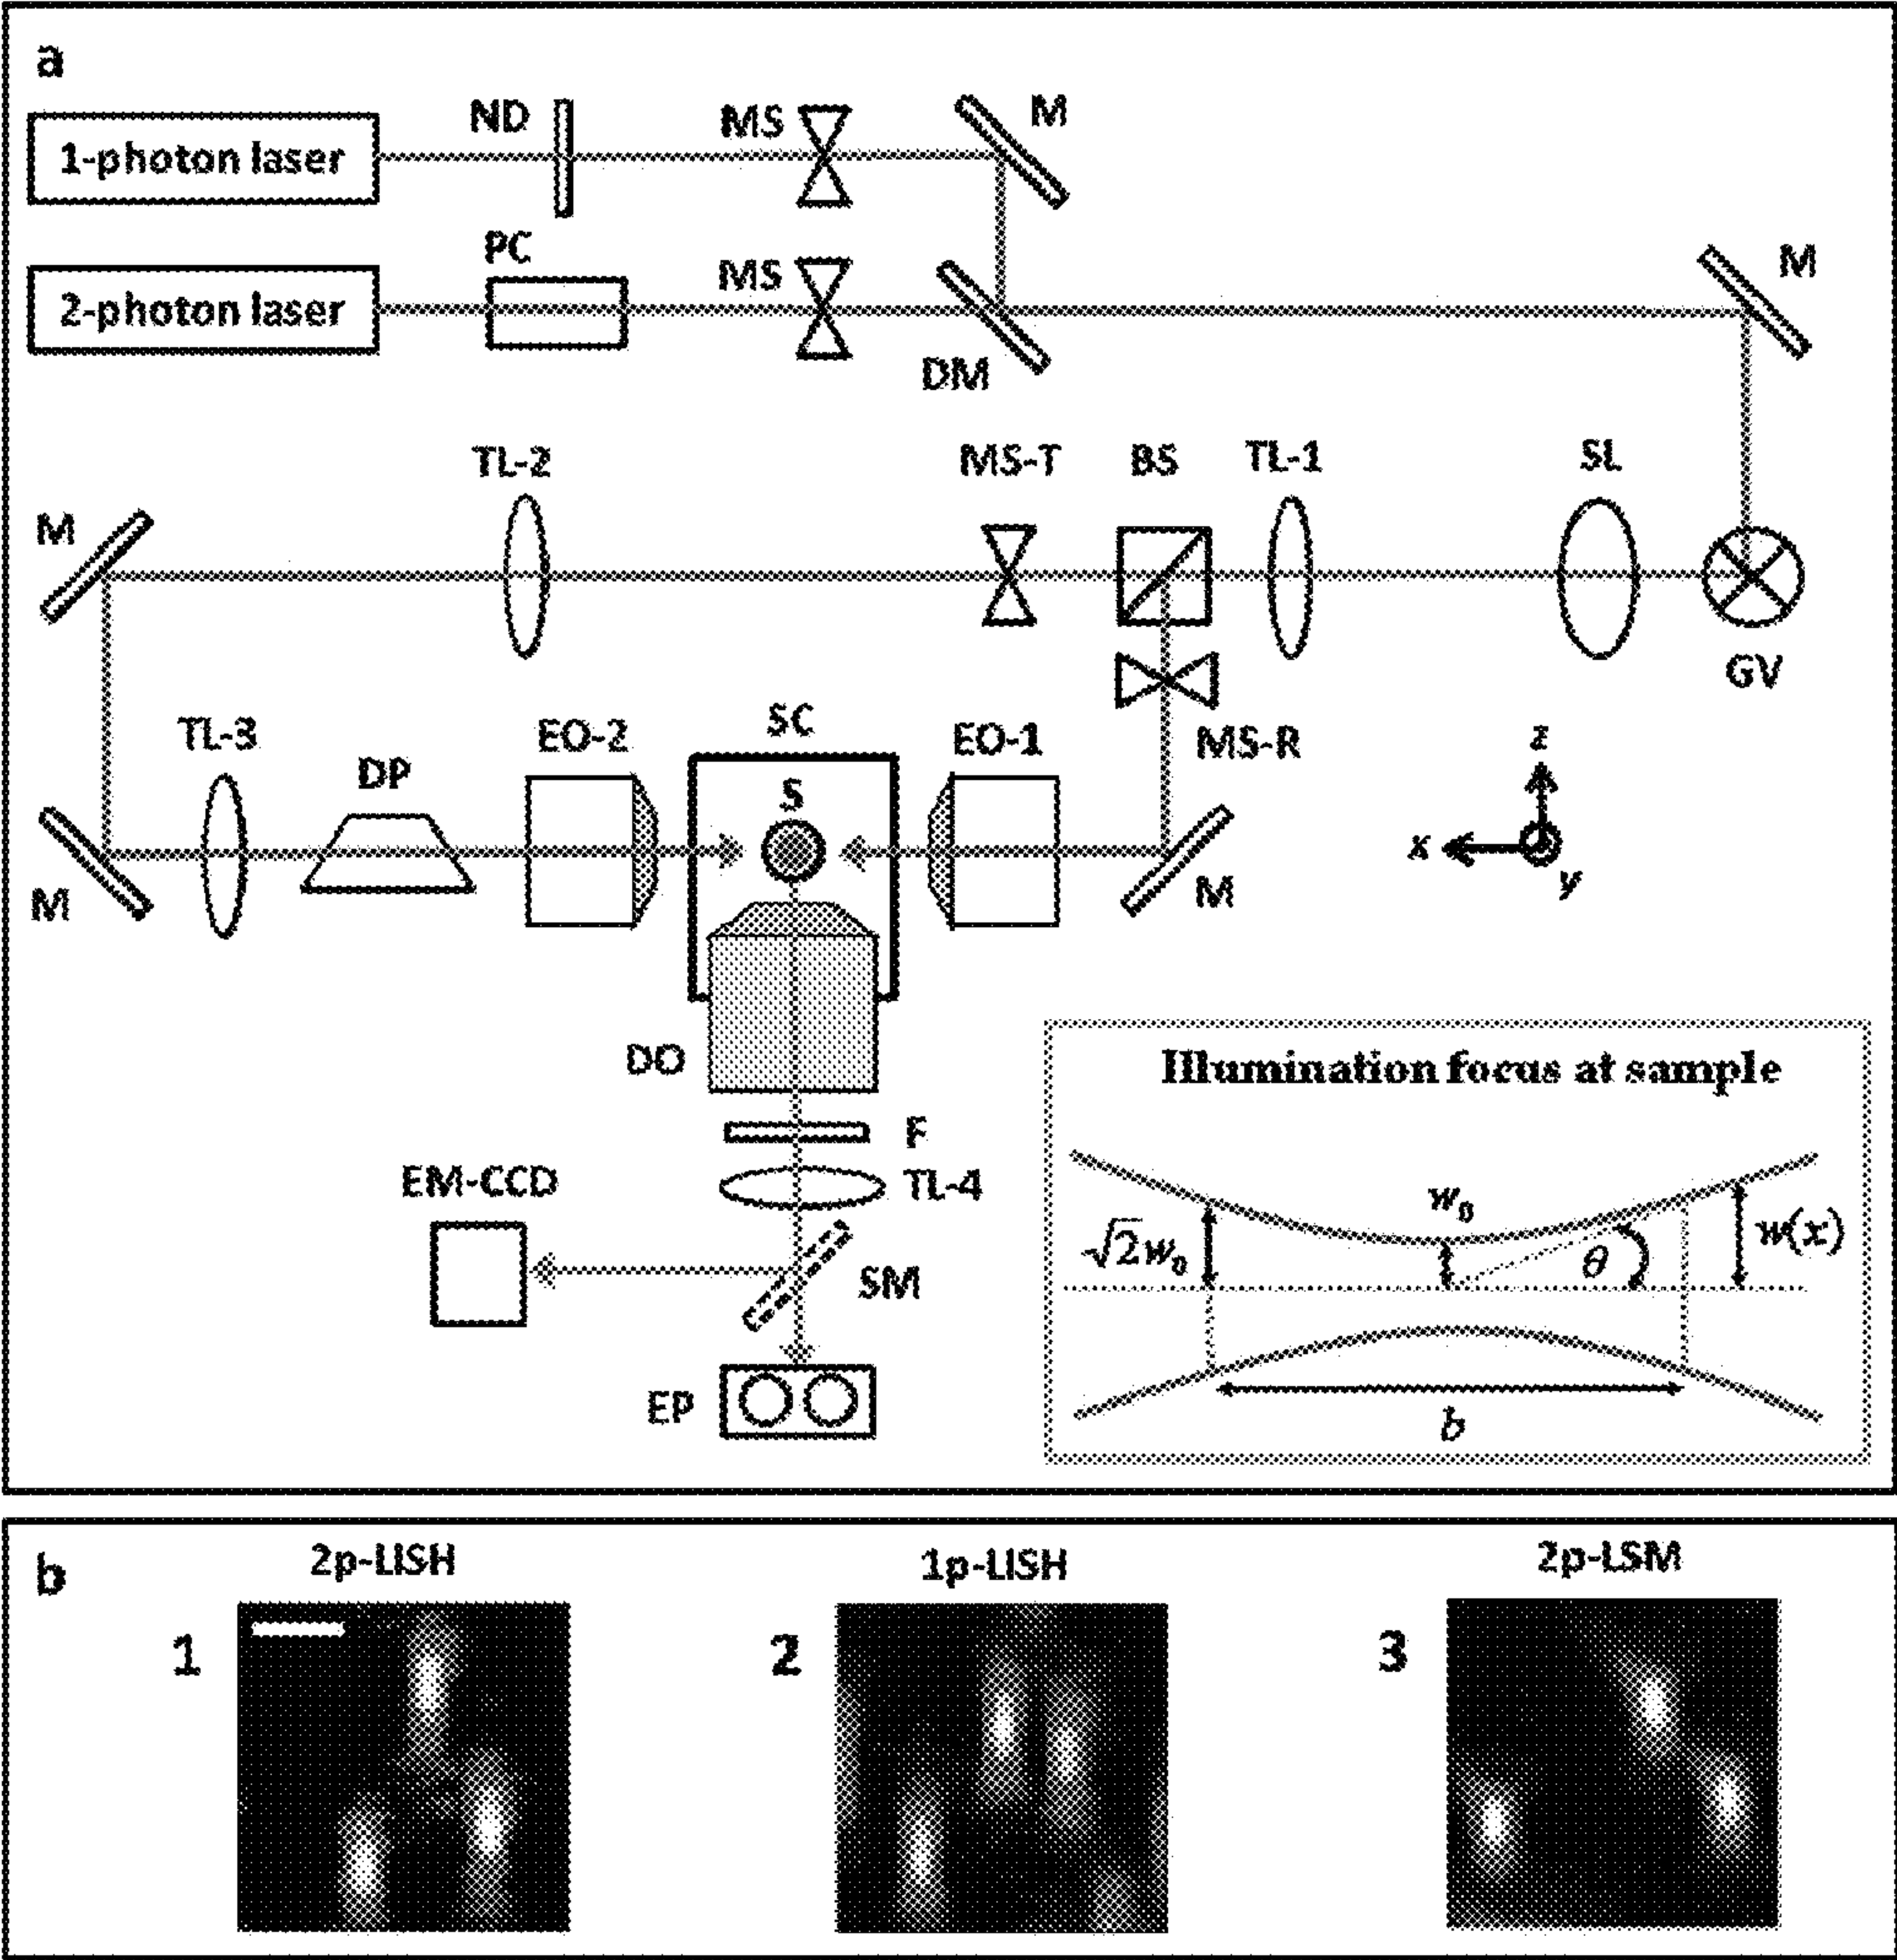 a
1-photon laser
ND
MS
M
2-photon laser
PC
MS
DM
M
TL-2
MS-T
BS
TL-1
SL
M
GV
TL-3
DP
EO-2
SC
S
EO-1
MS-R
M
M
z
x
y
DO
F
TL-4
EM-CCD
SM
EP
Illumination focus at sample
√2w₀
w₀
θ
w(x)
b
b
2p-LISH
1p-LISH
2p-LSM
1
2
3